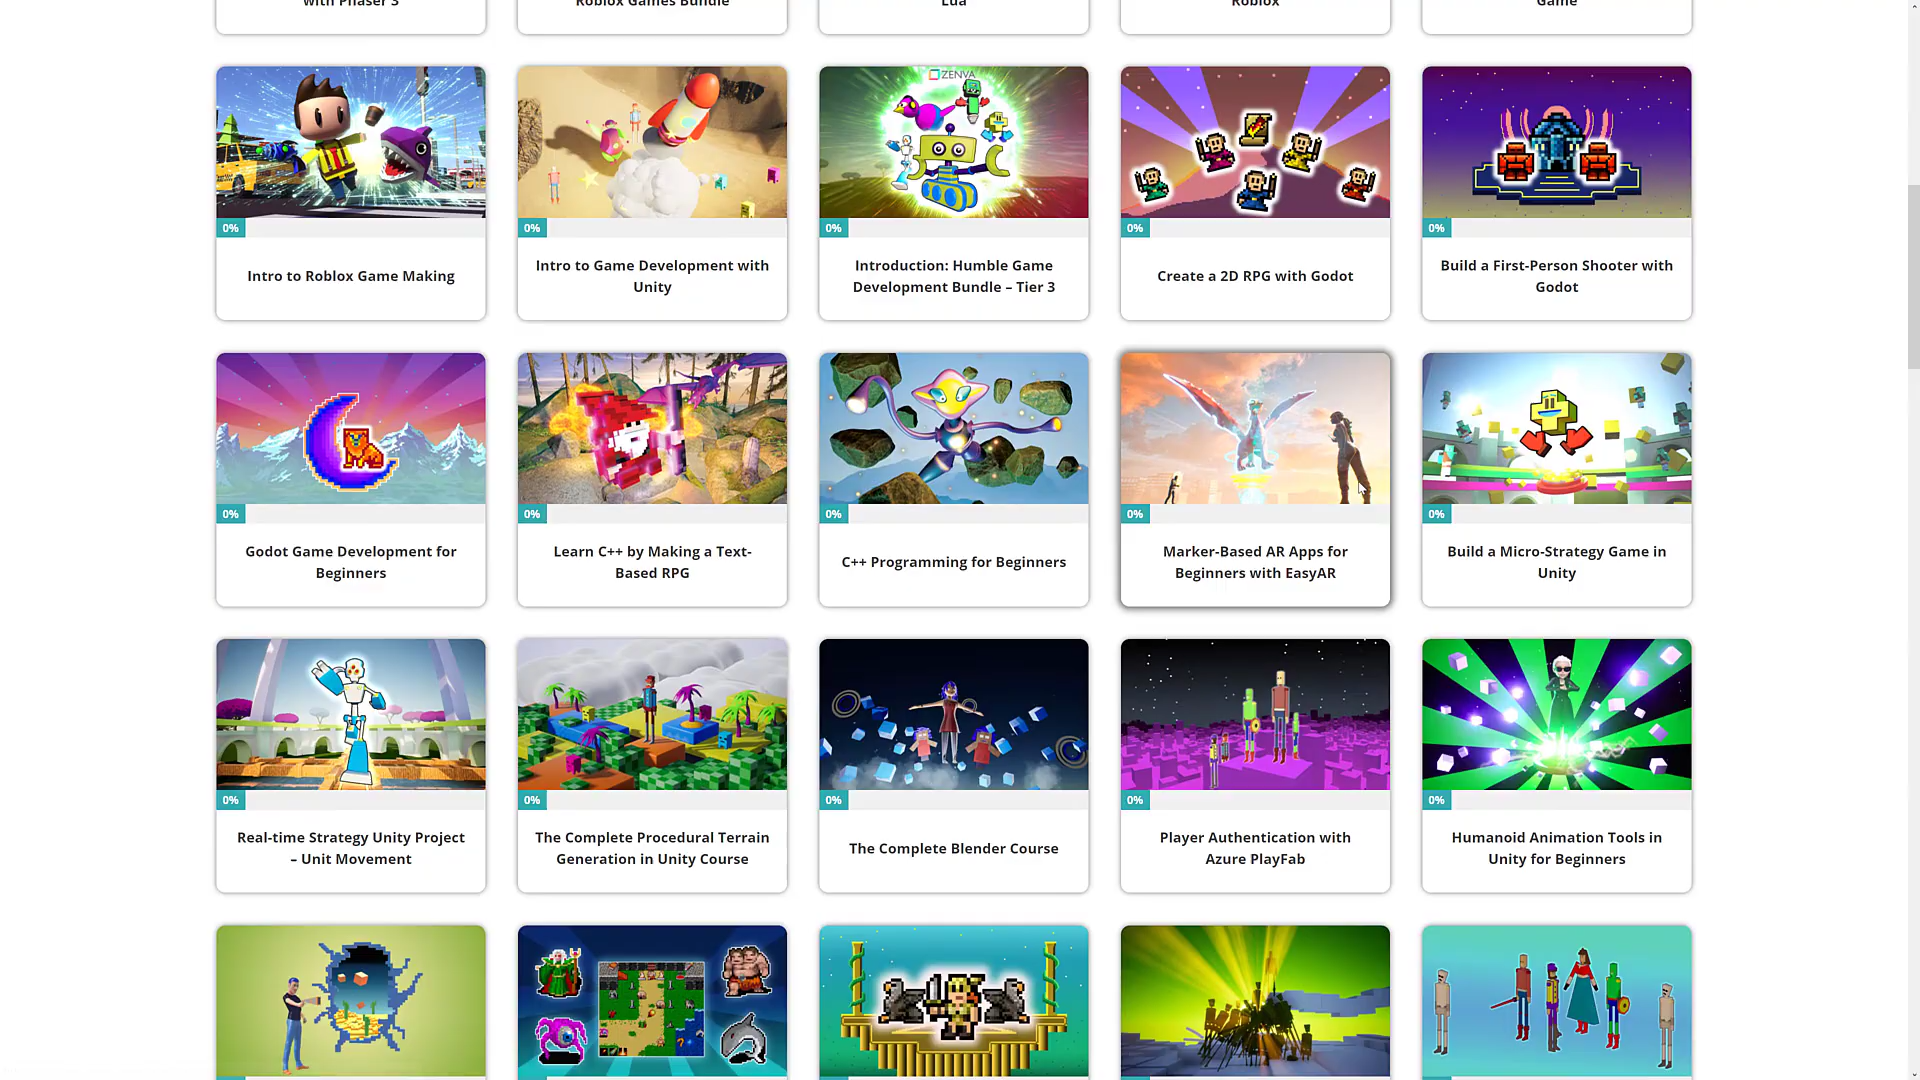 with Phaser 3
Roblox Games Bundle
Lua
Roblox
Game
ZENVA
0%
0%
0%
0%
0%
Intro to Roblox Game Making
Intro to Game Development with
Unity
Introduction: Humble Game
Development Bundle – Tier 3
Create a 2D RPG with Godot
Build a First-Person Shooter with
Godot
0%
0%
0%
0%
0%
Godot Game Development for
Beginners
Learn C++ by Making a Text-
Based RPG
C++ Programming for Beginners
Marker-Based AR Apps for
Beginners with EasyAR
Build a Micro-Strategy Game in
Unity
0%
0%
0%
0%
0%
Real-time Strategy Unity Project
– Unit Movement
The Complete Procedural Terrain
Generation in Unity Course
The Complete Blender Course
Player Authentication with
Azure PlayFab
Humanoid Animation Tools in
Unity for Beginners